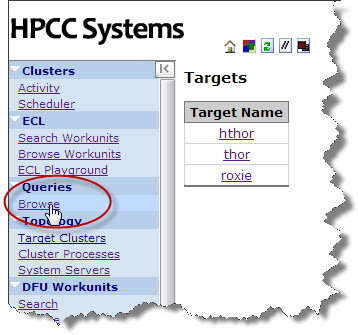 HPCC Systems
Clusters
Activity
Scheduler
ECL
Search Workunits
Browse Workunits
ECL Playground
Queries
Browse
Topology
Target Clusters
Cluster Processes
System Servers
DFU Workunits
Search
Targets
Target Name
hthor
thor
roxie